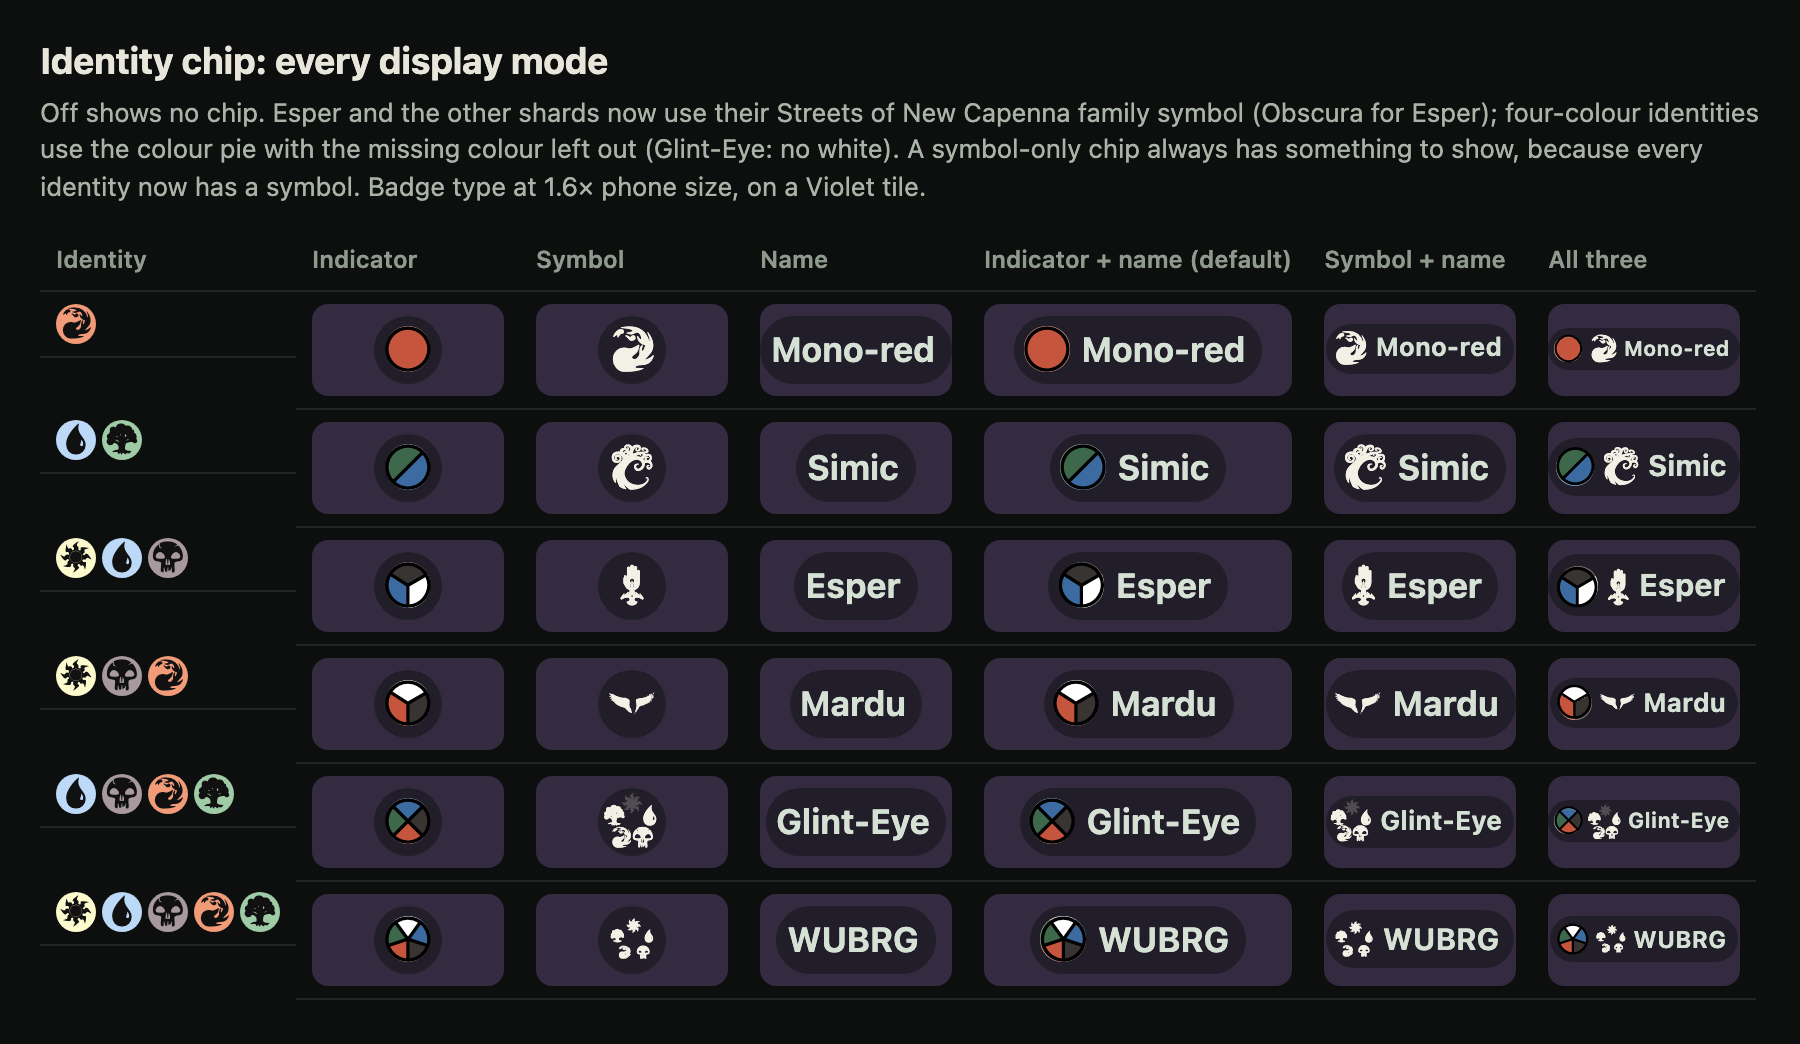 Identity chip: every display mode
Off shows no chip. Esper and the other shards now use their Streets of New Capenna family symbol (Obscura for Esper); four-colour identities
use the colour pie with the missing colour left out (Glint-Eye: no white). A symbol-only chip always has something to show, because every
identity now has a symbol. Badge type at 1.6× phone size, on a Violet tile.
Identity Indicator Symbol Name Indicator + name (default) Symbol + name All three
Mono-red Mono-red Mono-red Mono-red
Simic Simic Simic Simic
Esper Esper Esper Esper
Mardu Mardu Mardu Mardu
Glint-Eye Glint-Eye Glint-Eye Glint-Eye
WUBRG WUBRG WUBRG WUBRG